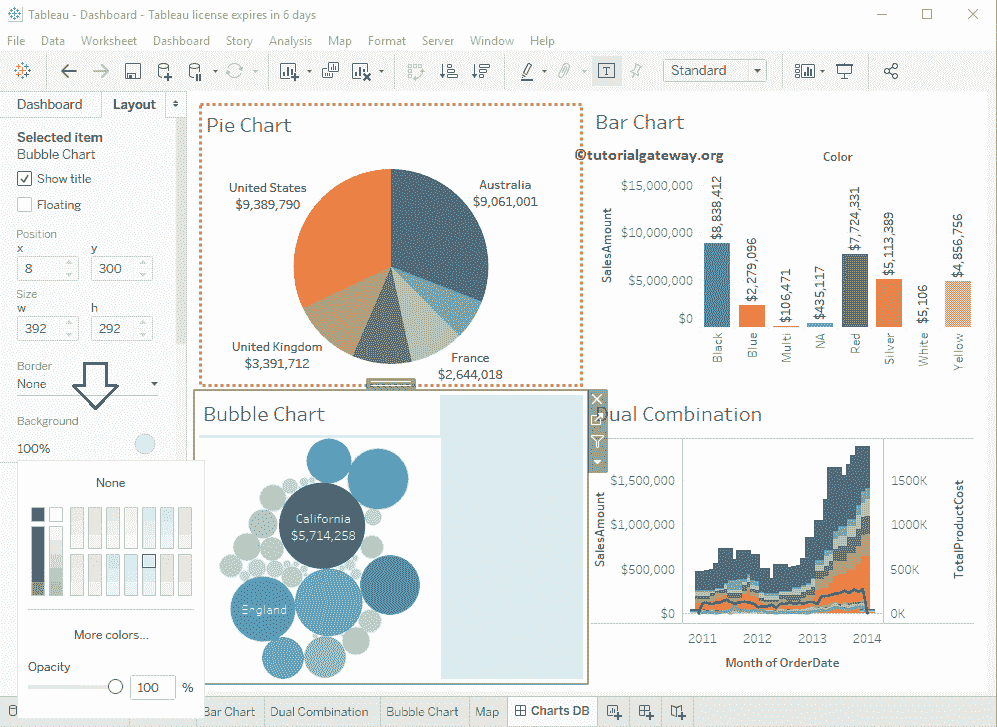 Tableau - Dashboard - Tableau license expires in 6 days
File Data Worksheet Dashboard Story Analysis Map Format Server Window Help
Standard
Dashboard Layout
Selected item
Bubble Chart
Show title
Floating
Position
x y
8 300
Size
w h
392 292
Border
None
Background
100%
None
More colors...
Opacity
100 %
Pie Chart
United States
$9,389,790
Australia
$9,061,001
United Kingdom
$3,391,712
France
$2,644,018
Bar Chart
©tutorialgateway.org
Color
SalesAmount
$15,000,000
$10,000,000
$5,000,000
$0
$8,838,412
$2,279,096
$106,471
$435,117
$7,724,331
$5,113,389
$5,106
$4,856,756
Black
Blue
Multi
NA
Red
Silver
White
Yellow
Bubble Chart
California
$5,714,258
England
Dual Combination
SalesAmount
$1,500,000
$1,000,000
$500,000
$0
1500K
1000K
500K
0K
TotalProductCost
2011 2012 2013 2014
Month of OrderDate
Bar Chart Dual Combination Bubble Chart Map Charts DB